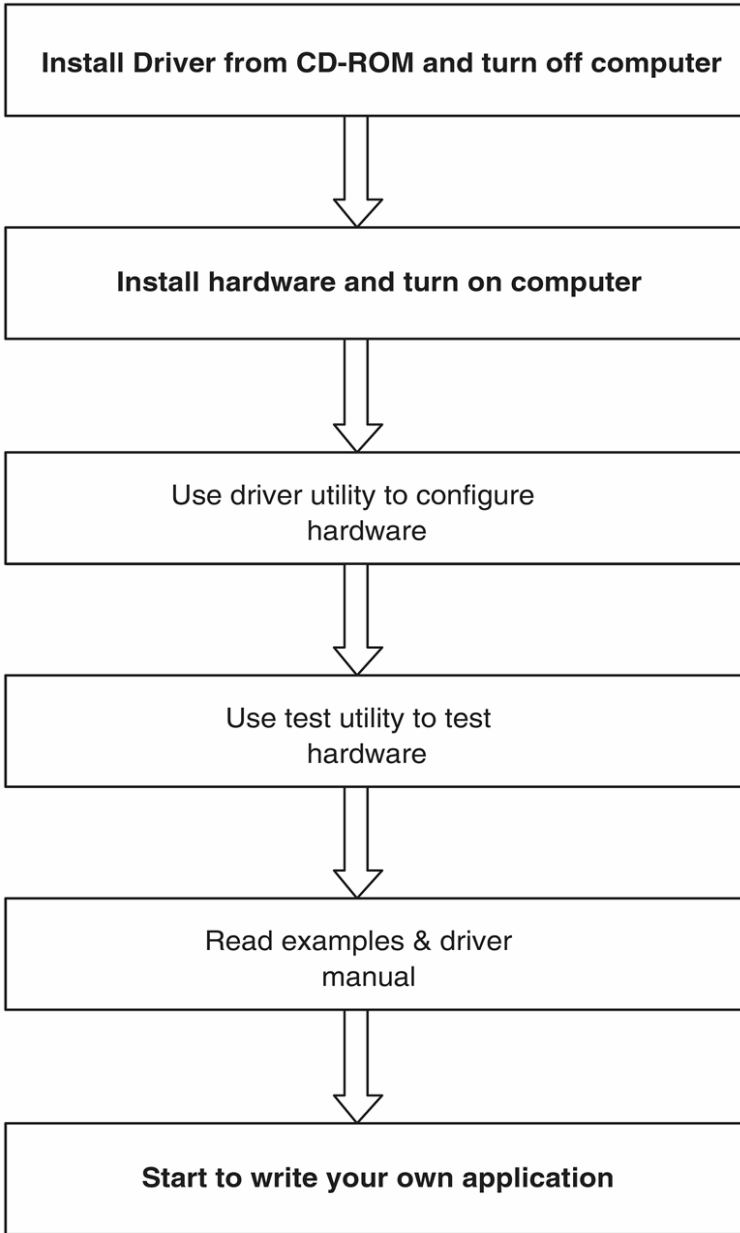 Install Driver from CD-ROM and turn off computer
Install hardware and turn on computer
Use driver utility to configure
hardware
Use test utility to test
hardware
Read examples & driver
manual
Start to write your own application